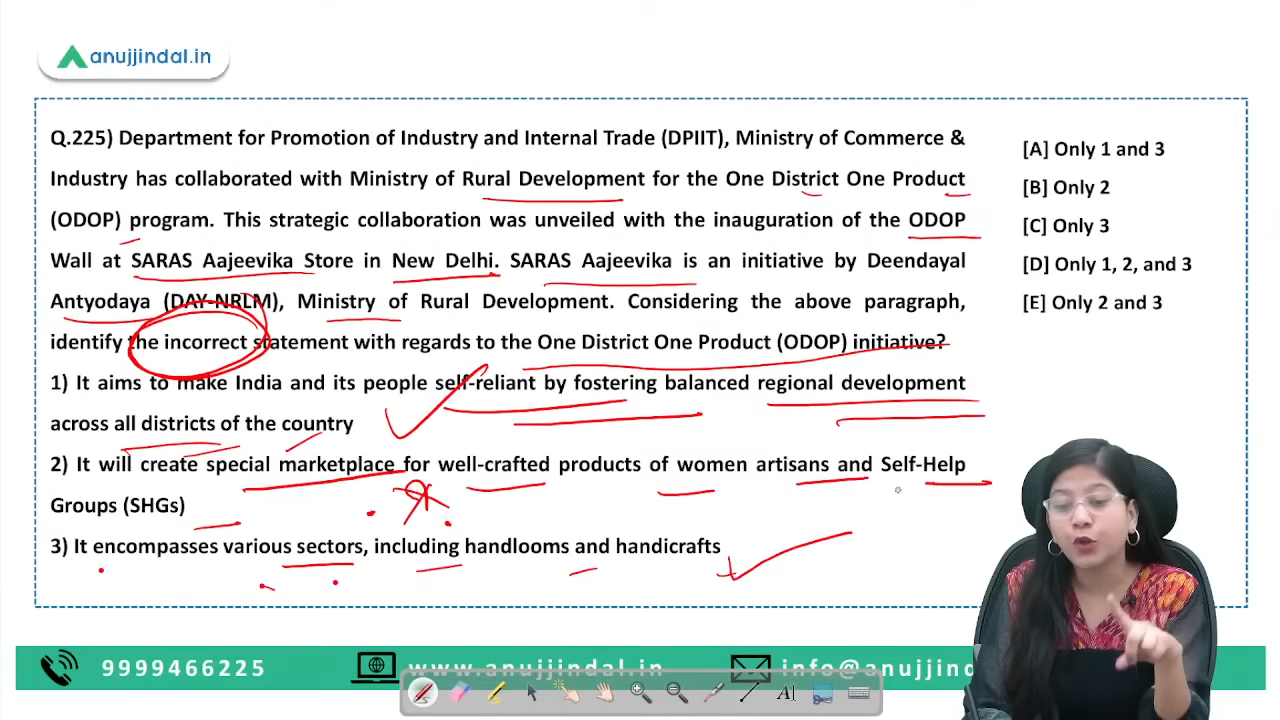 anujjindal.in
Q.225) Department for Promotion of Industry and Internal Trade (DPIIT), Ministry of Commerce &
Industry has collaborated with Ministry of Rural Development for the One District One Product
(ODOP) program. This strategic collaboration was unveiled with the inauguration of the ODOP
Wall at SARAS Aajeevika Store in New Delhi. SARAS Aajeevika is an initiative by Deendayal
Antyodaya (DAY-NRLM), Ministry of Rural Development. Considering the above paragraph,
identify the incorrect statement with regards to the One District One Product (ODOP) initiative?
1) It aims to make India and its people self-reliant by fostering balanced regional development
across all districts of the country
2) It will create special marketplace for well-crafted products of women artisans and Self-Help
Groups (SHGs)
3) It encompasses various sectors, including handlooms and handicrafts
[A] Only 1 and 3
[B] Only 2
[C] Only 3
[D] Only 1, 2, and 3
[E] Only 2 and 3
9999466225
www.anujjindal.in
info@anujjind